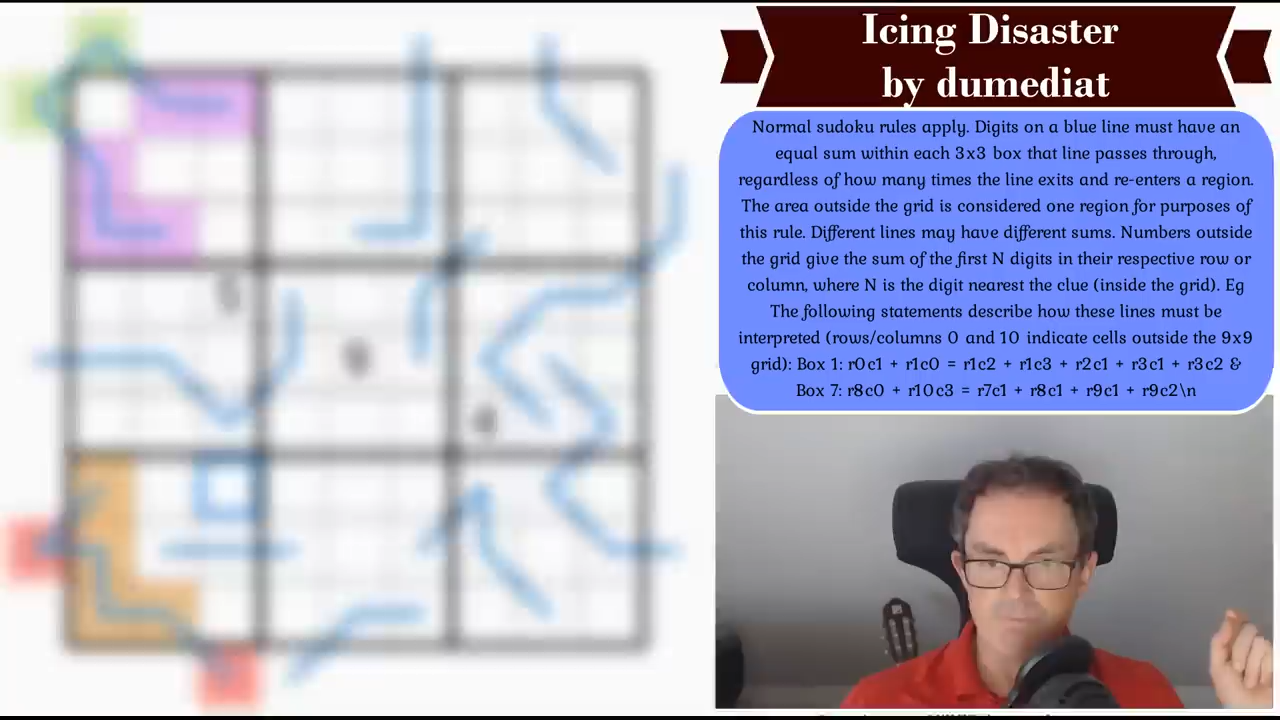 Icing Disaster
by dumediat
Normal sudoku rules apply. Digits on a blue line must have an
equal sum within each 3x3 box that line passes through,
regardless of how many times the line exits and re-enters a region.
The area outside the grid is considered one region for purposes of
this rule. Different lines may have different sums. Numbers outside
the grid give the sum of the first N digits in their respective row or
column, where N is the digit nearest the clue (inside the grid). Eg
The following statements describe how these lines must be
interpreted (rows/columns 0 and 10 indicate cells outside the 9x9
grid): Box 1: r0c1 + r1c0 = r1c2 + r1c3 + r2c1 + r3c1 + r3c2 &
Box 7: r8c0 + r10c3 = r7c1 + r8c1 + r9c1 + r9c2\n